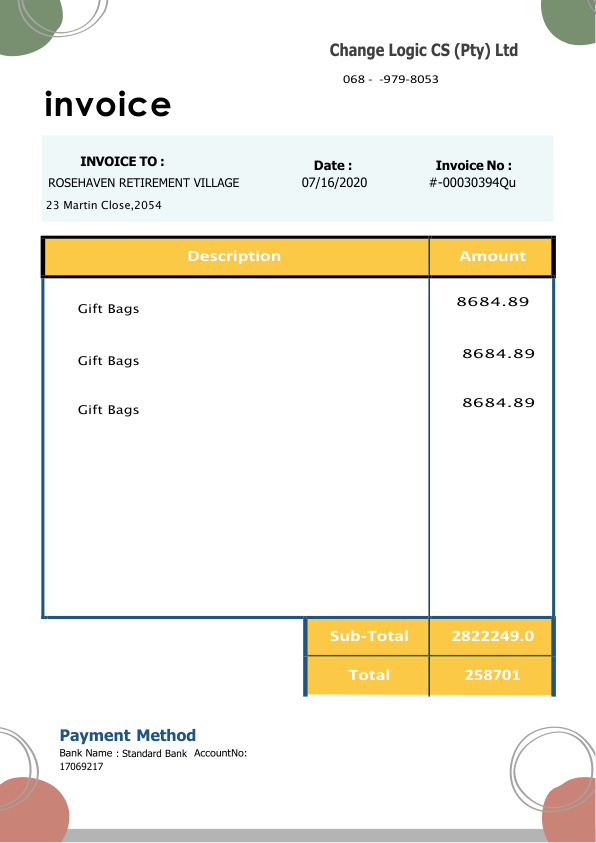 Change Logic CS (Pty) Ltd
068 - -979-8053
invoice
INVOICE TO :
ROSEHAVEN RETIREMENT VILLAGE
23 Martin Close,2054
Date :
07/16/2020
Invoice No :
#-00030394Qu
Description Amount
Gift Bags 8684.89
Gift Bags 8684.89
Gift Bags 8684.89
Sub-Total 2822249.0
Total 258701
Payment Method
Bank Name : Standard Bank AccountNo:
17069217